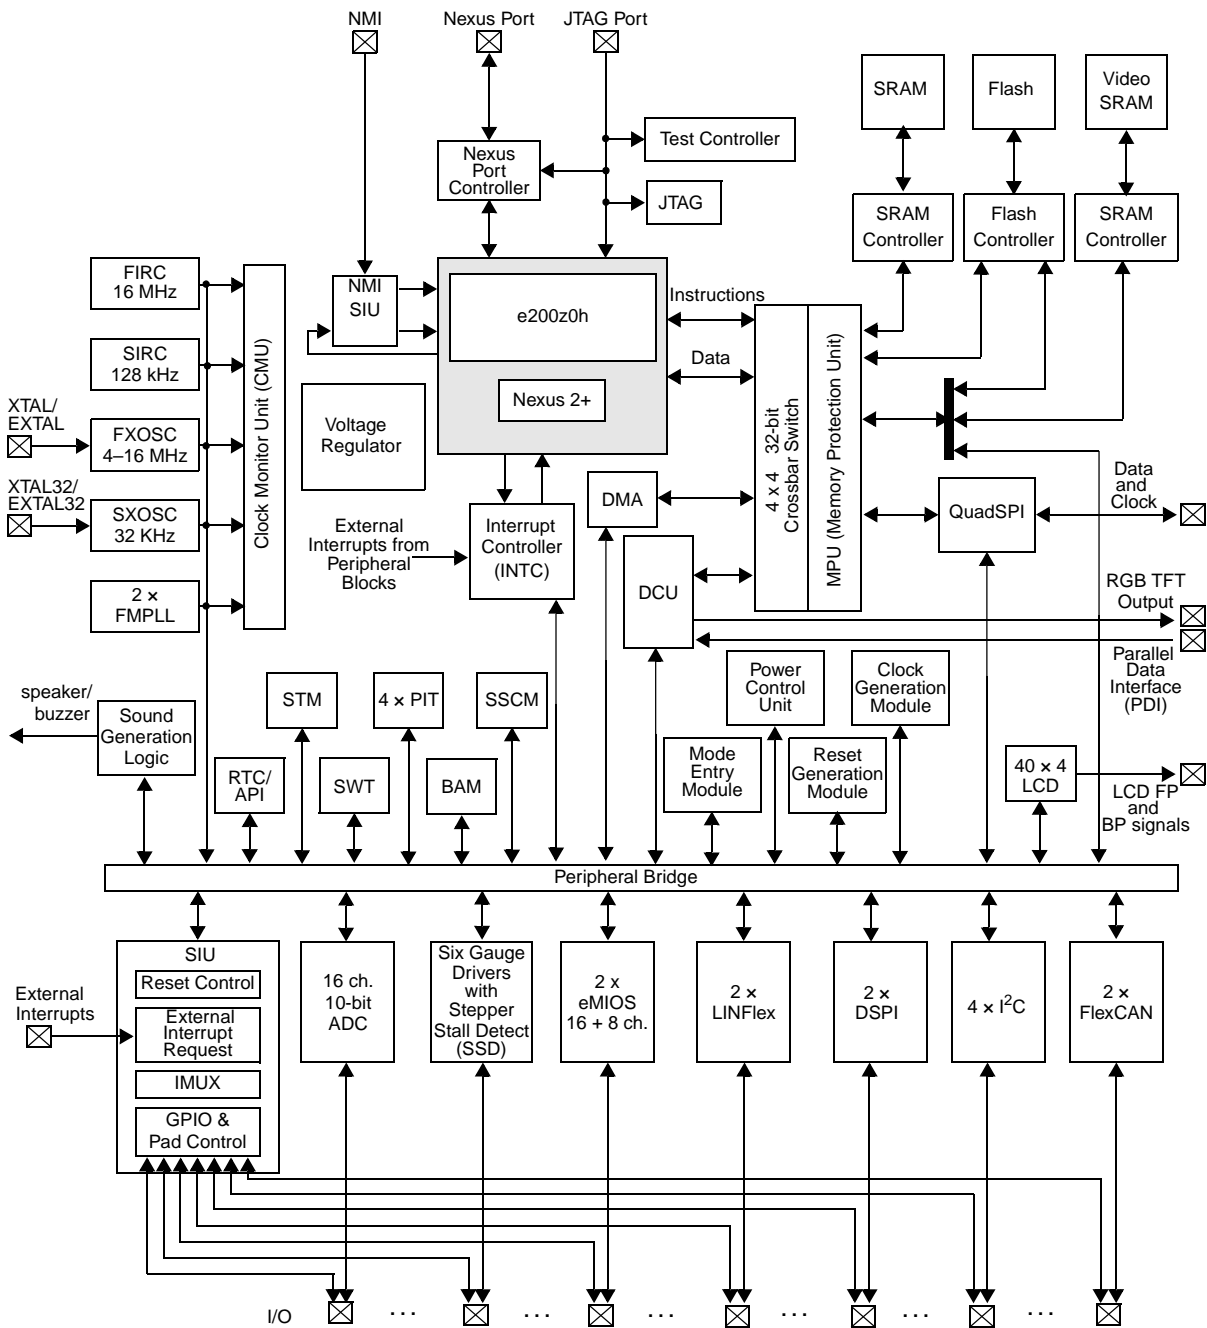 NMI
Nexus Port
JTAG Port
SRAM
Flash
Video
SRAM
Test Controller
Nexus
Port
Controller
JTAG
SRAM
Controller
Flash
Controller
SRAM
Controller
FIRC
16 MHz
NMI
SIU
e200z0h
Instructions
SIRC
128 kHz
Data
Nexus 2+
XTAL/
EXTAL
FXOSC
4–16 MHz
Clock Monitor Unit (CMU)
Voltage
Regulator
4 x 4 32-bit
Crossbar Switch
MPU (Memory Protection Unit)
XTAL32/
EXTAL32
SXOSC
32 KHz
External
Interrupts from
Peripheral
Blocks
Interrupt
Controller
(INTC)
DMA
QuadSPI
Data
and
Clock
2 ×
FMPLL
DCU
RGB TFT
Output
Parallel
Data
Interface
(PDI)
speaker/
buzzer
Sound
Generation
Logic
STM
4 × PIT
SSCM
Power
Control
Unit
Clock
Generation
Module
RTC/
API
SWT
BAM
Mode
Entry
Module
Reset
Generation
Module
40 × 4
LCD
LCD FP
and
BP signals
Peripheral Bridge
SIU
Reset Control
External
Interrupts
External
Interrupt
Request
IMUX
GPIO &
Pad Control
16 ch.
10-bit
ADC
Six Gauge
Drivers
with
Stepper
Stall Detect
(SSD)
2 x
eMIOS
16 + 8 ch.
2 ×
LINFlex
2 ×
DSPI
4 × I²C
2 ×
FlexCAN
I/O
... ... ... ... ... ...